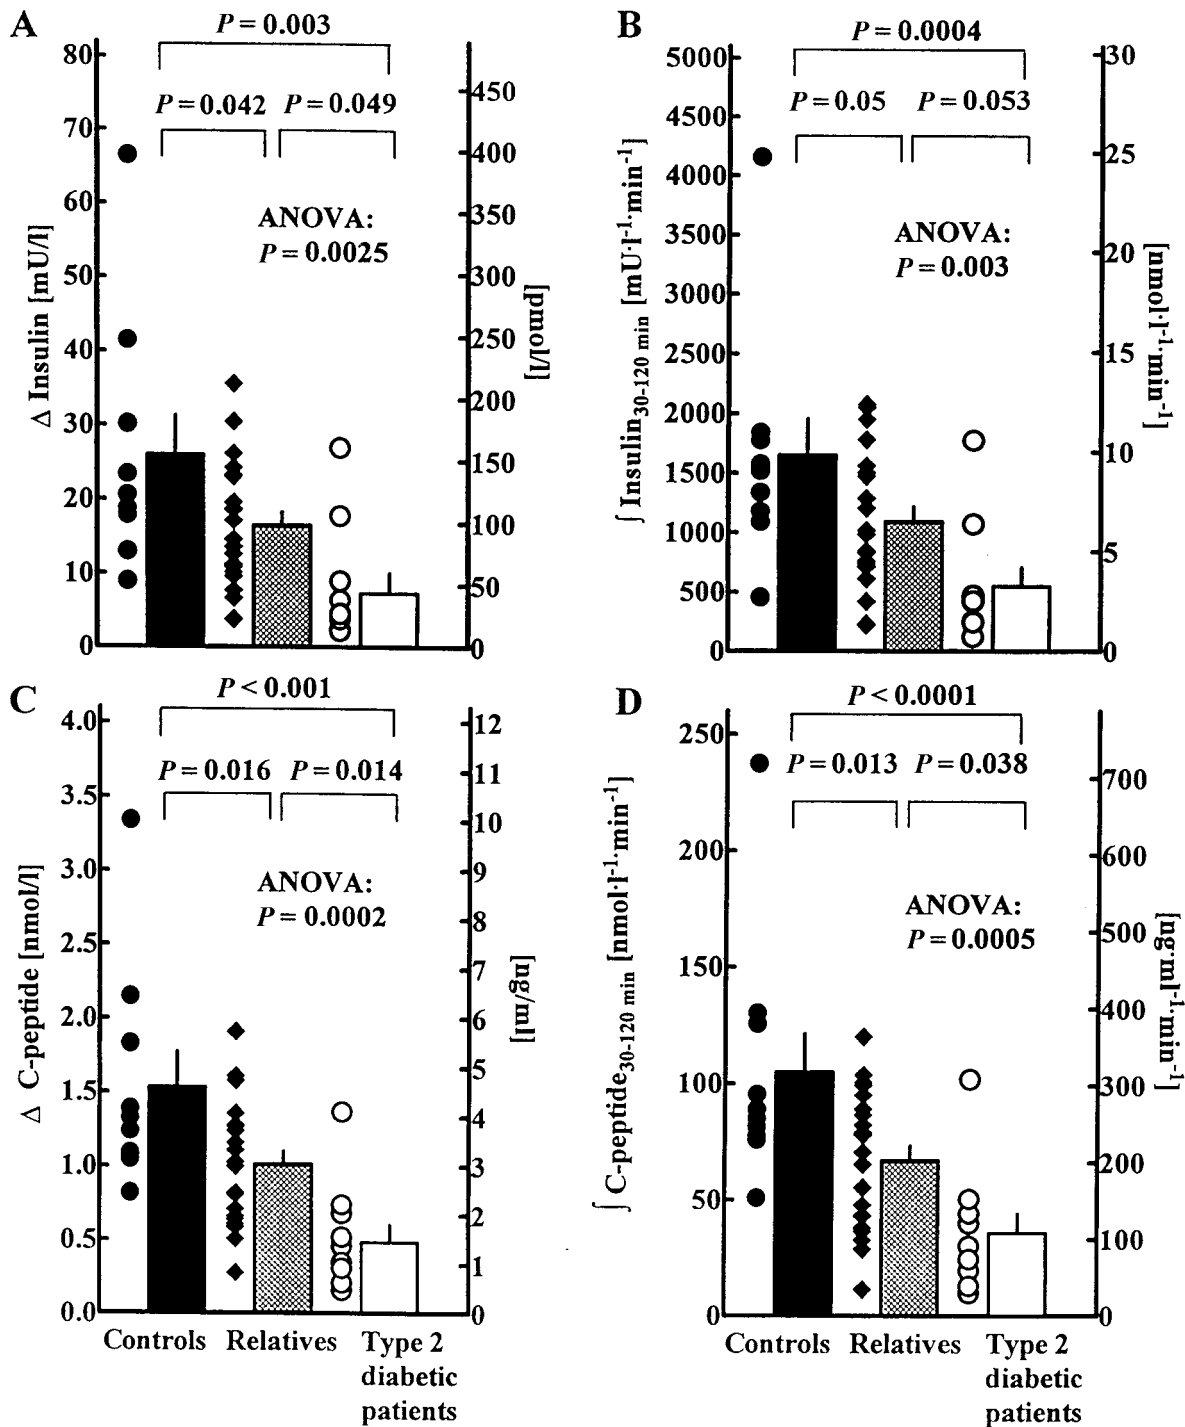 A
P = 0.003
P = 0.042
P = 0.049
ANOVA:
P = 0.0025
Δ Insulin [mU/l]
80
70
60
50
40
30
20
10
0
[pmol/l]
450
400
350
300
250
200
150
100
50
0
B
P = 0.0004
P = 0.05
P = 0.053
ANOVA:
P = 0.003
∫ Insulin30-120 min [mU·l-1·min-1]
5000
4500
4000
3500
3000
2500
2000
1500
1000
500
0
[nmol·l-1·min-1]
30
25
20
15
10
5
0
C
P < 0.001
P = 0.016
P = 0.014
ANOVA:
P = 0.0002
Δ C-peptide [nmol/l]
4.0
3.5
3.0
2.5
2.0
1.5
1.0
0.5
0.0
[ng/ml]
12
11
10
9
8
7
6
5
4
3
2
1
0
Controls
Relatives
Type 2
diabetic
patients
D
P < 0.0001
P = 0.013
P = 0.038
ANOVA:
P = 0.0005
∫ C-peptide30-120 min [nmol·l-1·min-1]
250
200
150
100
50
0
[ng·ml-1·min-1]
700
600
500
400
300
200
100
0
Controls
Relatives
Type 2
diabetic
patients